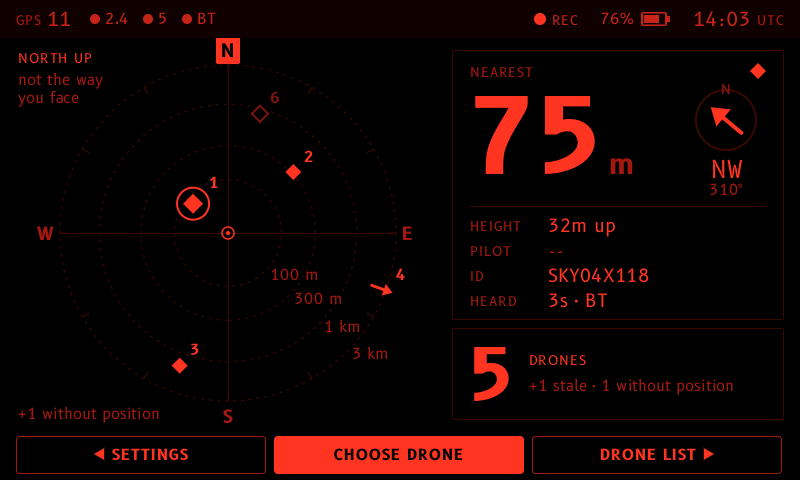 GPS 11 2.4 5 BT REC 76% 14:03 UTC
NORTH UP
not the way
you face
N
6
2
1
W
E
4
100 m
300 m
1 km
3 km
3
+1 without position
S
NEAREST
75 m
N
NW
310°
HEIGHT 32m up
PILOT --
ID SKY04X118
HEARD 3s · BT
5 DRONES
+1 stale · 1 without position
SETTINGS
CHOOSE DRONE
DRONE LIST